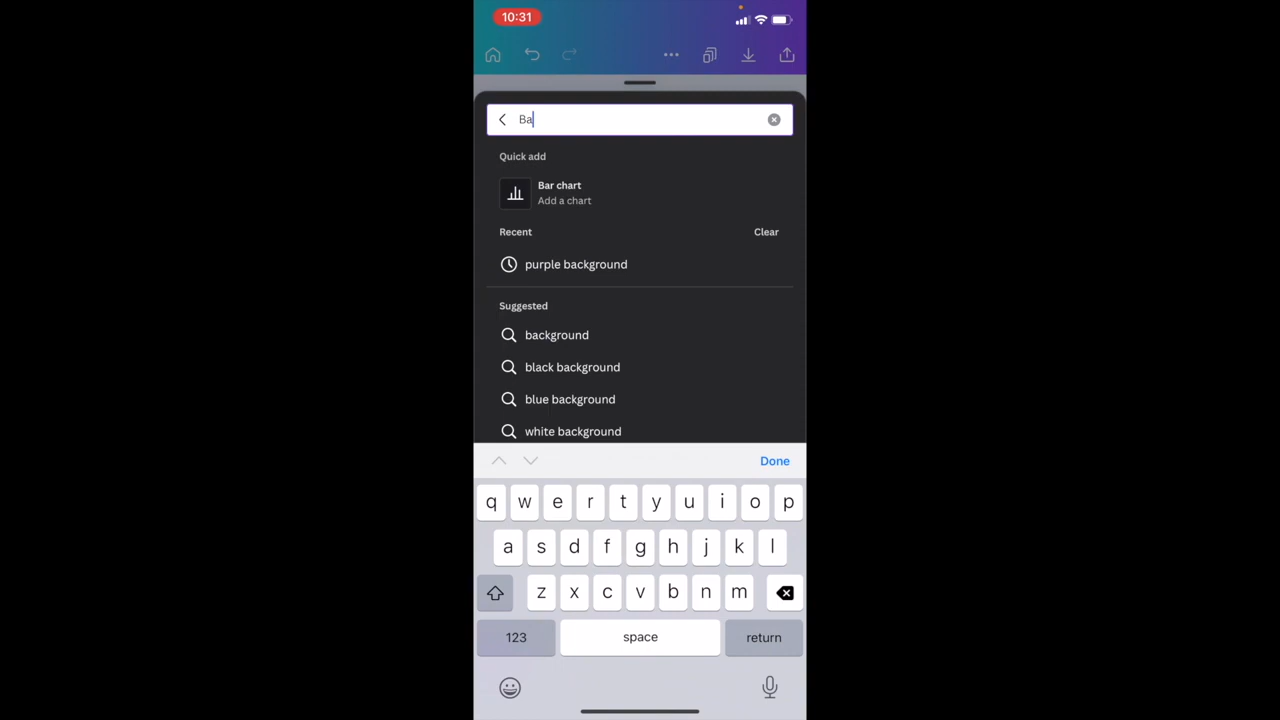 10:31
Ba
Quick add
Bar chart
Add a chart
Recent Clear
purple background
Suggested
background
black background
blue background
white background
Done
q w e r t y u i o p
a s d f g h j k l
z x c v b n m
123 space return